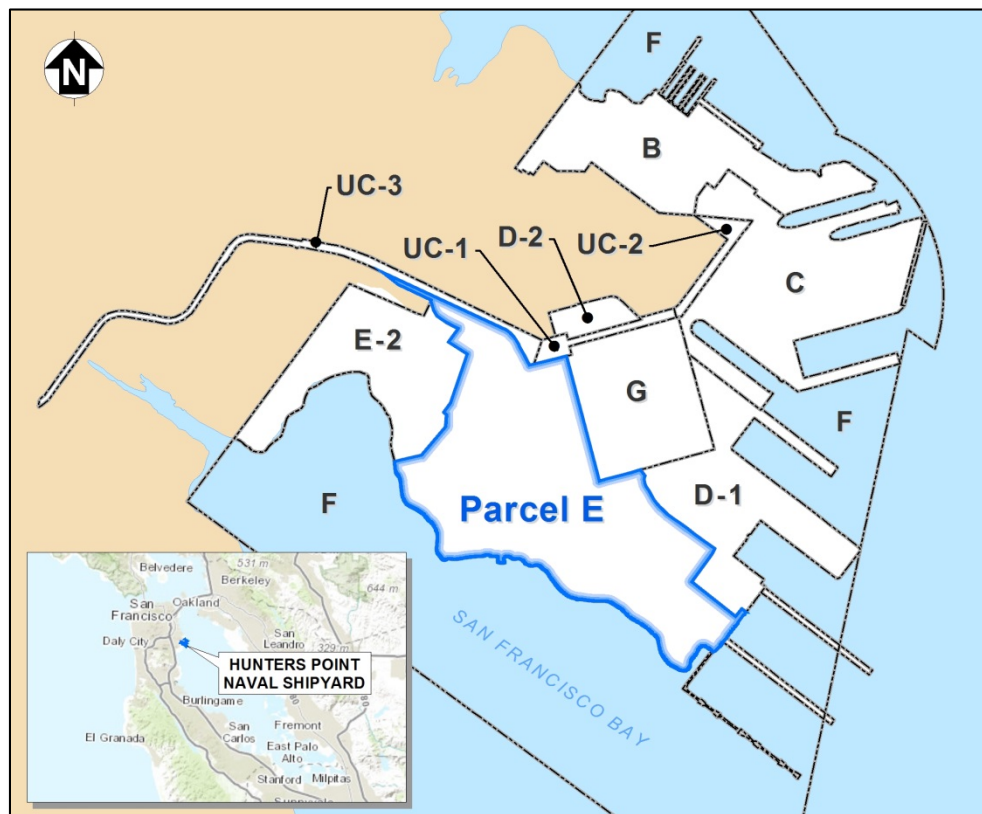 N
F
B
UC-3
D-2
UC-1
UC-2
C
E-2
G
F
D-1
Parcel E
F
SAN FRANCISCO BAY
Belvedere
531 m
Berkeley
644 m
San
Francisco
Oakland
Daly City
San
Leandro
329 m
HUNTERS POINT
NAVAL SHIPYARD
Burlingame
880
San
Carlos
Fremont
El Granada
East Palo
Alto
Stanford
Milpitas